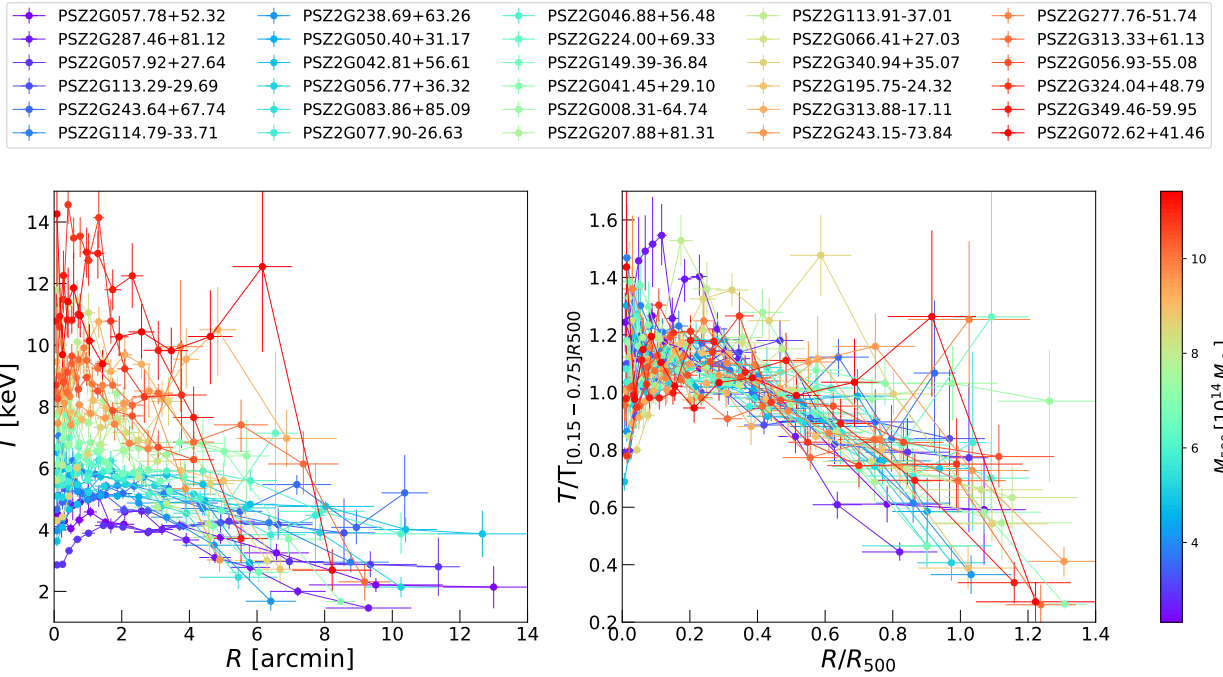 PSZ2G057.78+52.32 PSZ2G238.69+63.26 PSZ2G046.88+56.48 PSZ2G113.91-37.01 PSZ2G277.76-51.74
PSZ2G287.46+81.12 PSZ2G050.40+31.17 PSZ2G224.00+69.33 PSZ2G066.41+27.03 PSZ2G313.33+61.13
PSZ2G057.92+27.64 PSZ2G042.81+56.61 PSZ2G149.39-36.84 PSZ2G340.94+35.07 PSZ2G056.93-55.08
PSZ2G113.29-29.69 PSZ2G056.77+36.32 PSZ2G041.45+29.10 PSZ2G195.75-24.32 PSZ2G324.04+48.79
PSZ2G243.64+67.74 PSZ2G083.86+85.09 PSZ2G008.31-64.74 PSZ2G313.88-17.11 PSZ2G349.46-59.95
PSZ2G114.79-33.71 PSZ2G077.90-26.63 PSZ2G207.88+81.31 PSZ2G243.15-73.84 PSZ2G072.62+41.46
14
12
10
8
6
4
2
[keV]
0 2 4 6 8 10 12 14
R [arcmin]
1.6
1.4
1.2
1.0
0.8
0.6
0.4
0.2
T/T[0.15 − 0.75]R500
0.0 0.2 0.4 0.6 0.8 1.0 1.2 1.4
R/R500
10
8
6
4